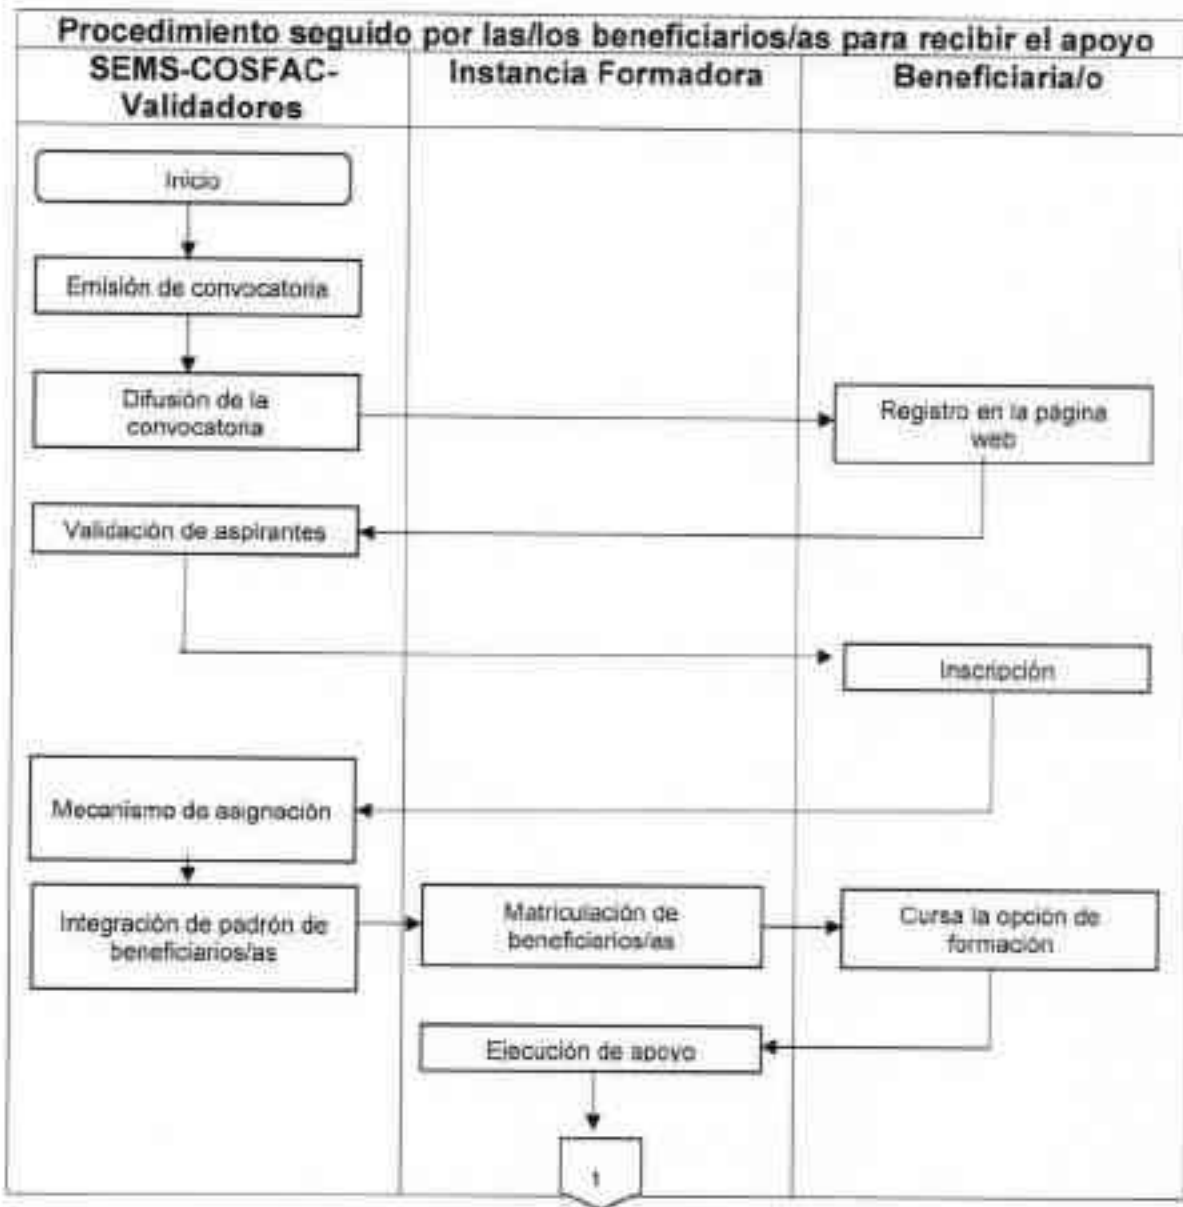 Procedimiento seguido por las/los beneficiarios/as para recibir el apoyo
SEMS-COSFAC-
Validadores
Instancia Formadora
Beneficiaria/o
Inicio
Emisión de convocatoria
Difusión de la
convocatoria
Registro en la página
web
Validación de aspirantes
Inscripción
Mecanismo de asignación
Integración de padrón de
beneficiarios/as
Matriculación de
beneficiarios/as
Cursa la opción de
formación
Ejecución de apoyo
1